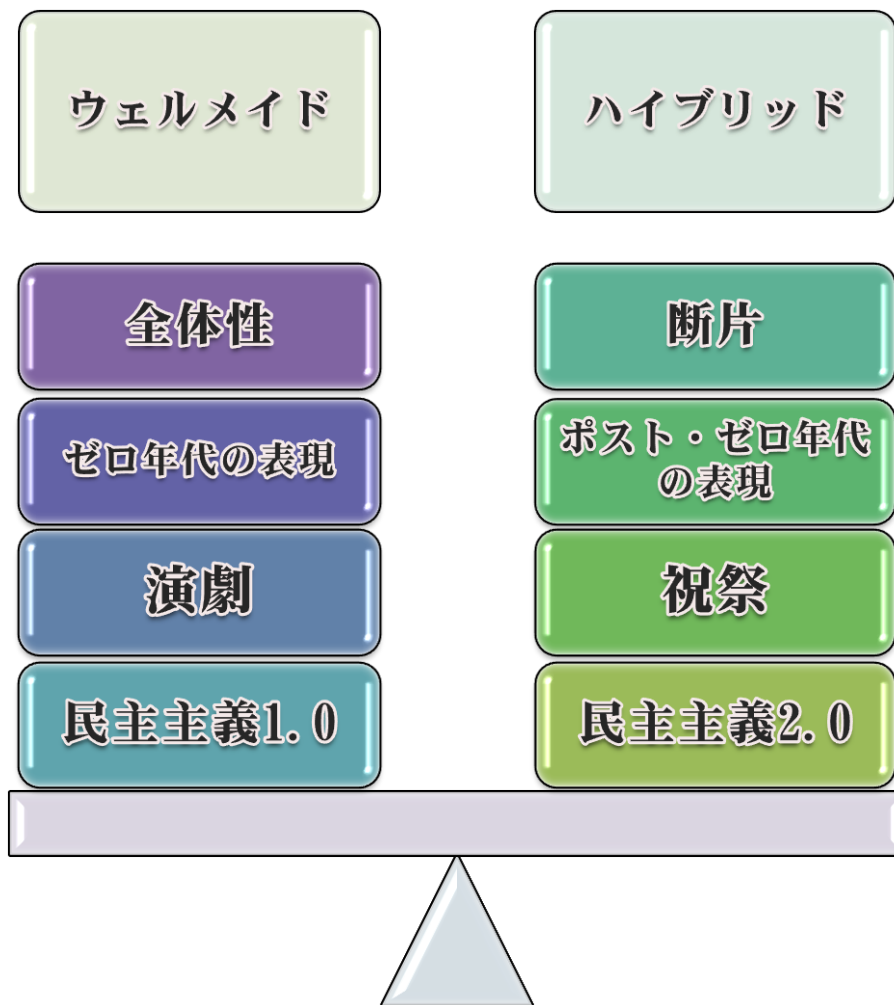 ウェルメイド
ハイブリッド
全体性
断片
ゼロ年代の表現
ポスト・ゼロ年代
の表現
演劇
祝祭
民主主義1.0
民主主義2.0